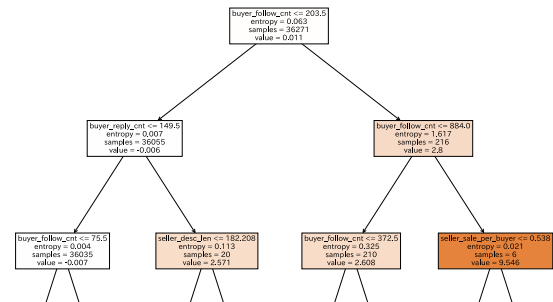 buyer_follow_cnt <= 203.5
entropy = 0.063
samples = 36271
value = 0.011
buyer_reply_cnt <= 149.5
entropy = 0.007
samples = 36055
value = -0.006
buyer_follow_cnt <= 884.0
entropy = 1.617
samples = 216
value = 2.8
buyer_follow_cnt <= 75.5
entropy = 0.004
samples = 36035
value = -0.007
seller_desc_len <= 182.208
entropy = 0.113
samples = 20
value = 2.571
buyer_follow_cnt <= 372.5
entropy = 0.325
samples = 210
value = 2.608
seller_sale_per_buyer <= 0.538
entropy = 0.021
samples = 6
value = 9.546